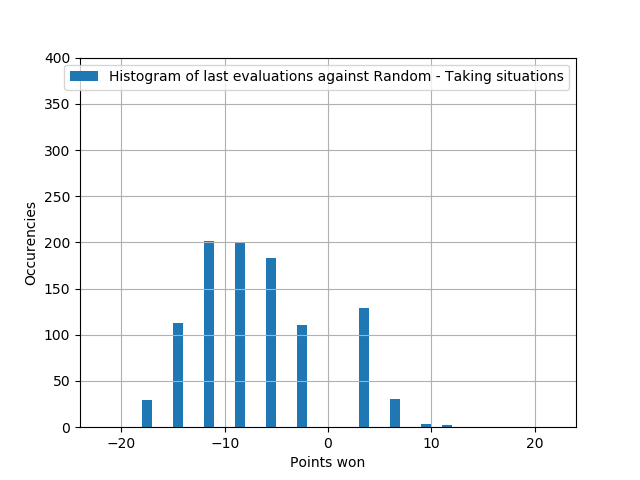 Histogram of last evaluations against Random - Taking situations
400
350
300
250
200
150
100
50
0
Occurencies
−20 −10 0 10 20
Points won